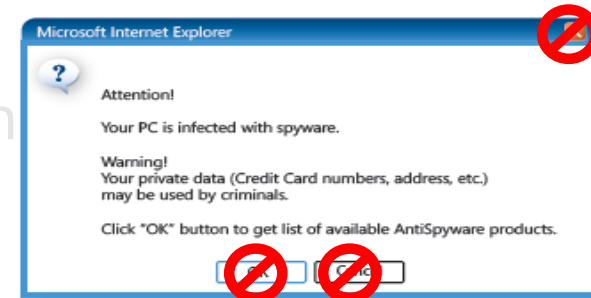 Microsoft Internet Explorer
?
Attention!
Your PC is infected with spyware.
Warning!
Your private data (Credit Card numbers, address, etc.)
may be used by criminals.
Click "OK" button to get list of available AntiSpyware products.